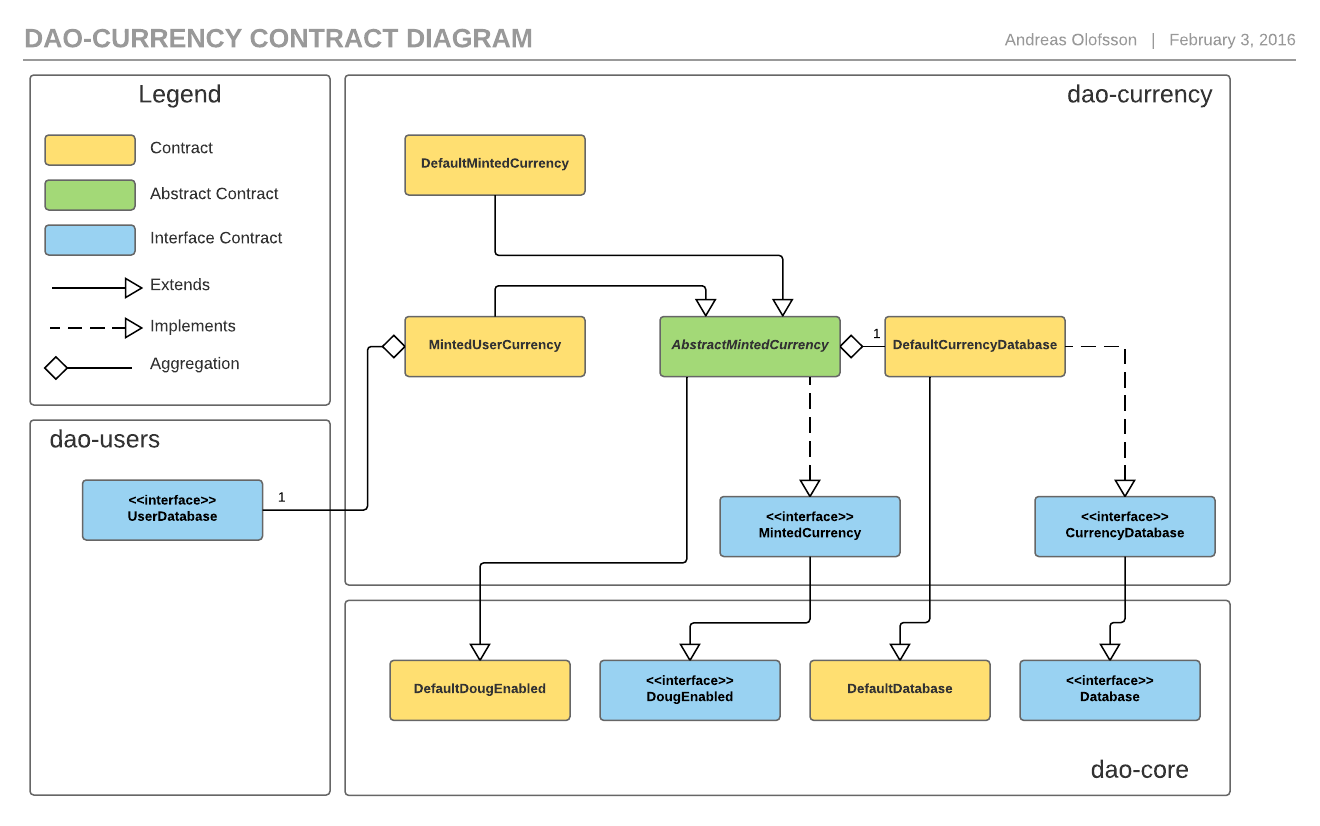 DAO-CURRENCY CONTRACT DIAGRAM
Andreas Olofsson | February 3, 2016
Legend
Contract
Abstract Contract
Interface Contract
Extends
Implements
Aggregation
dao-currency
DefaultMintedCurrency
MintedUserCurrency
AbstractMintedCurrency
1
DefaultCurrencyDatabase
dao-users
<<interface>>
UserDatabase
1
<<interface>>
MintedCurrency
<<interface>>
CurrencyDatabase
DefaultDougEnabled
<<interface>>
DougEnabled
DefaultDatabase
<<interface>>
Database
dao-core